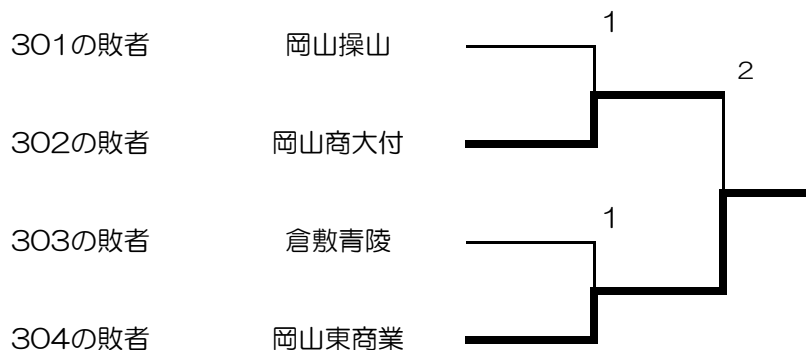 1
301の敗者 岡山操山
2
302の敗者 岡山商大付
1
303の敗者 倉敷青陵
304の敗者 岡山東商業